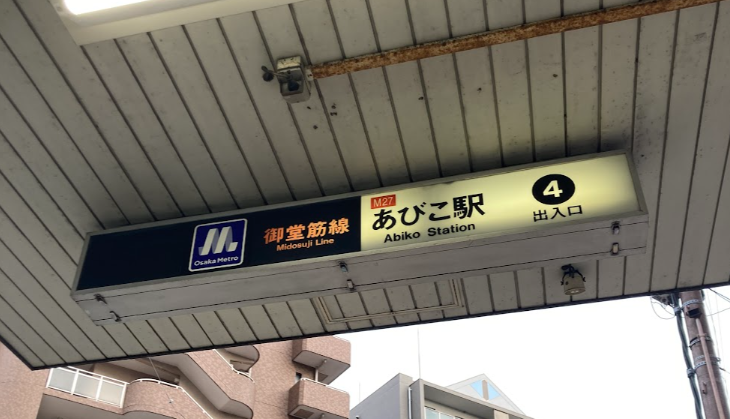 Osaka Metro
御堂筋線
Midosuji Line
M27
あびこ駅
Abiko Station
4
出入口